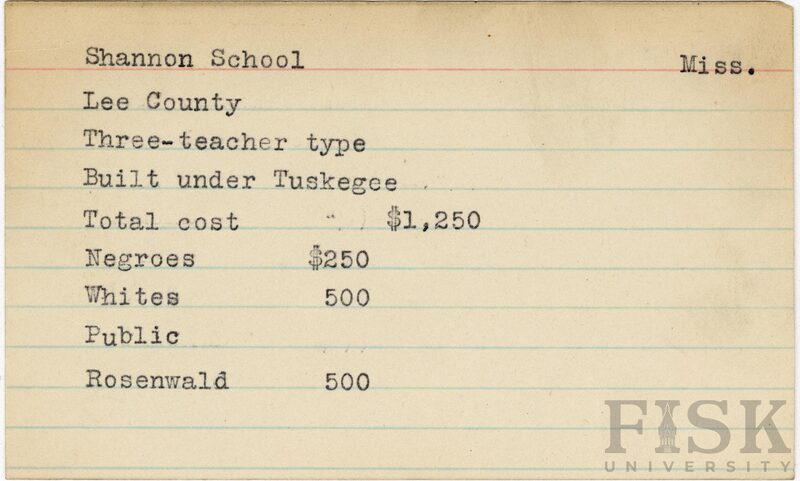 Shannon School Miss.
Lee County
Three-teacher type
Built under Tuskegee
Total cost $1,250
Negroes $250
Whites 500
Public
Rosenwald 500
FISK
UNIVERSITY